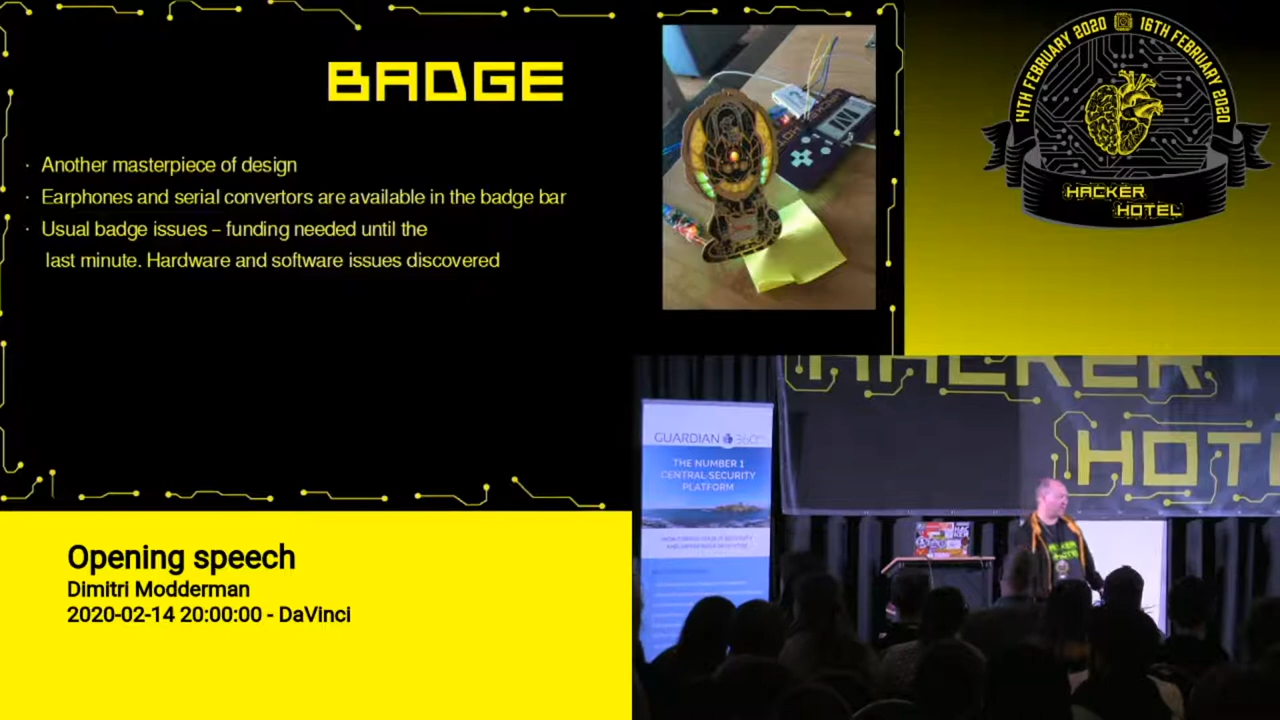 BADGE
· Another masterpiece of design
· Earphones and serial convertors are available in the badge bar
· Usual badge issues – funding needed until the
last minute. Hardware and software issues discovered
14TH FEBRUARY 2020 16TH FEBRUARY 2020
HACKER
HOTEL
HACKER
HOT
GUARDIAN 360
THE NUMBER 1
CENTRAL SECURITY
PLATFORM
Opening speech
Dimitri Modderman
2020-02-14 20:00:00 - DaVinci